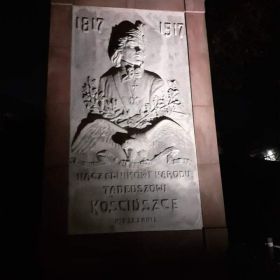 1817 1917
NACZELNIKOWI NARODU
TADEUSZOWI
KOŚCIUSZCE